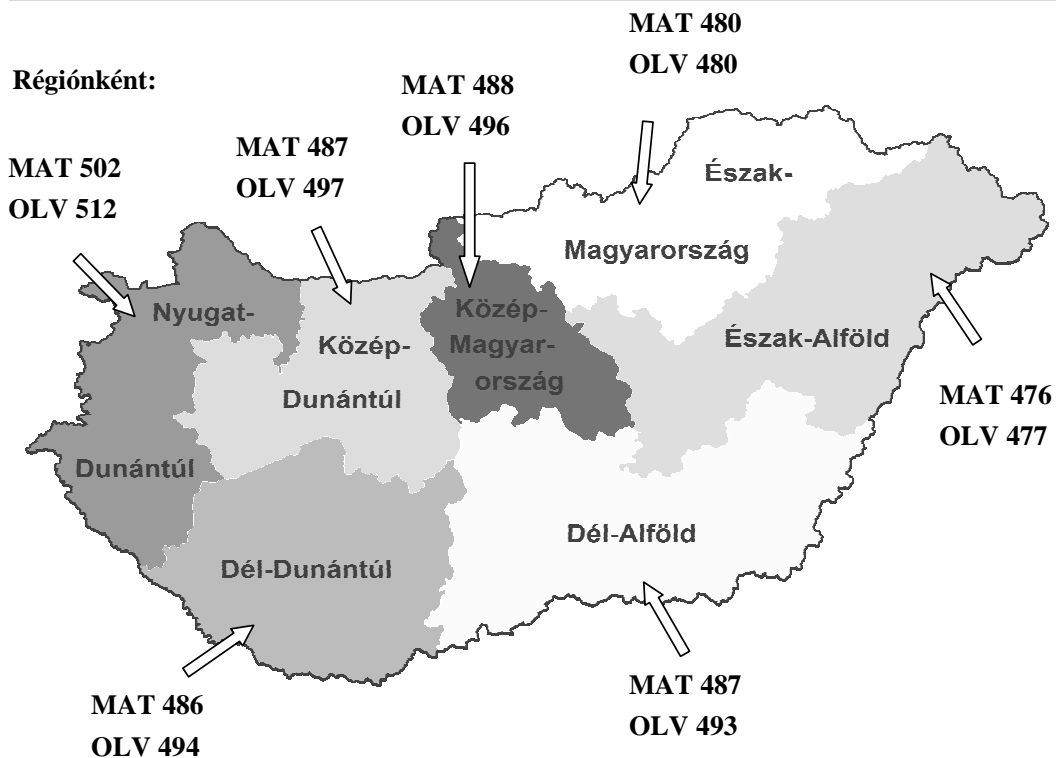 MAT 480
OLV 480
Régiónként:
MAT 488
OLV 496
MAT 487
OLV 497
MAT 502
OLV 512
Észak-
Magyarország
Nyugat-
Dunántúl
Közép-
Dunántúl
Közép-
Magyar-
ország
Észak-Alföld
MAT 476
OLV 477
Dél-Alföld
Dél-Dunántúl
MAT 486
OLV 494
MAT 487
OLV 493